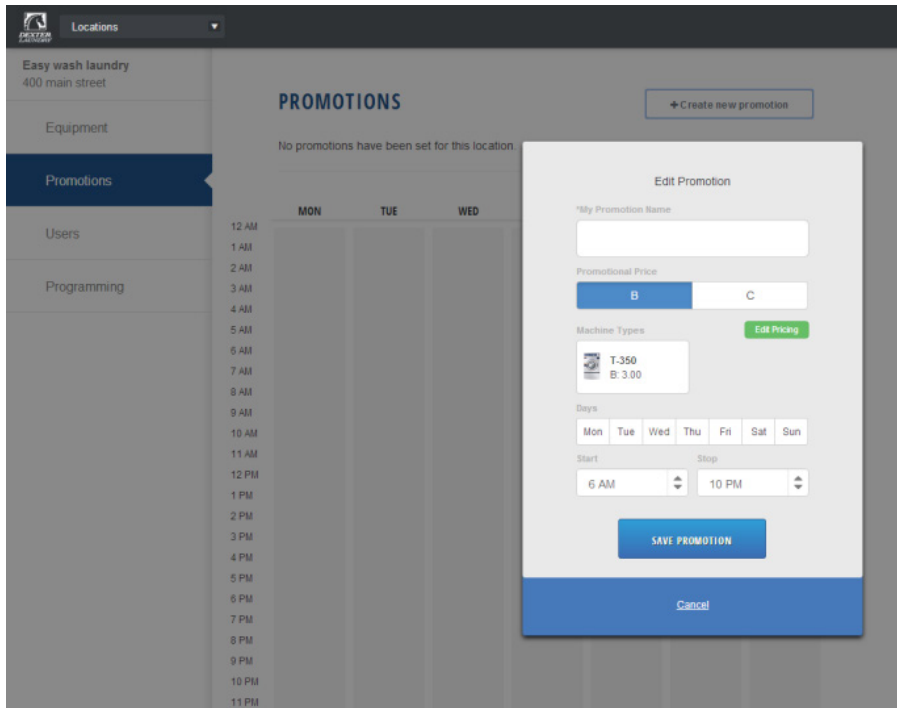 DEXTER
LAUNDRY
Locations
Easy wash laundry
400 main street
Equipment
Promotions
Users
Programming
PROMOTIONS
+Create new promotion
No promotions have been set for this location.
MON TUE WED
12 AM
1 AM
2 AM
3 AM
4 AM
5 AM
6 AM
7 AM
8 AM
9 AM
10 AM
11 AM
12 PM
1 PM
2 PM
3 PM
4 PM
5 PM
6 PM
7 PM
8 PM
9 PM
10 PM
11 PM
Edit Promotion
*My Promotion Name
Promotional Price
B C
Machine Types Edit Pricing
T-350
B: 3.00
Days
Mon Tue Wed Thu Fri Sat Sun
Start Stop
6 AM 10 PM
SAVE PROMOTION
Cancel